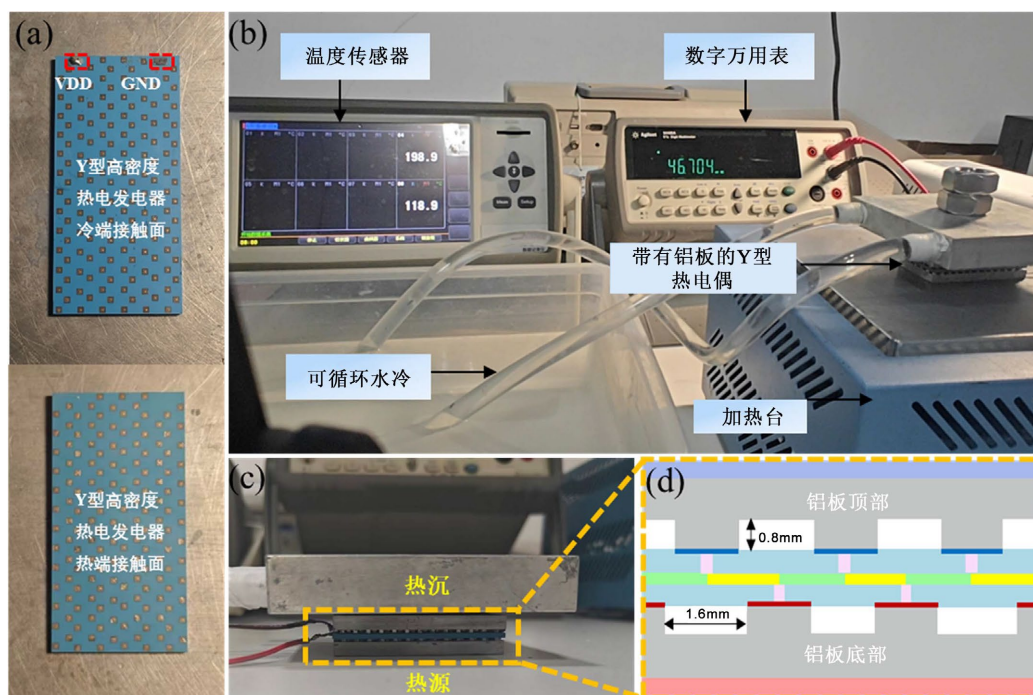 (a)
VDD
GND
Y型高密度
热电发电器
冷端接触面
Y型高密度
热电发电器
热端接触面
(b)
温度传感器
数字万用表
198.9
118.9
Agilent
46.704
带有铝板的Y型
热电偶
可循环水冷
加热台
(c)
热沉
热源
(d)
铝板顶部
0.8mm
1.6mm
铝板底部